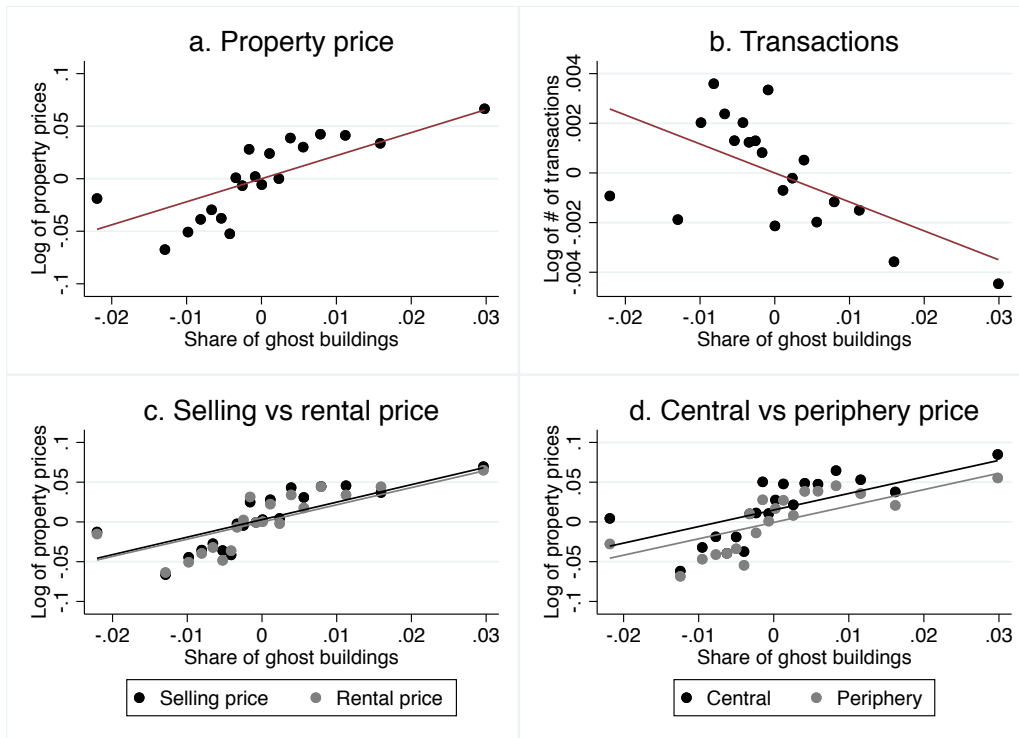 a. Property price
Log of property prices
.1
.05
0
-.05
-.1
-.02
-.01
0
.01
.02
.03
Share of ghost buildings
b. Transactions
Log of # of transactions
.004
.002
0
-.002
-.004
-.02
-.01
0
.01
.02
.03
Share of ghost buildings
c. Selling vs rental price
Log of property prices
.1
.05
0
-.05
-.1
-.02
-.01
0
.01
.02
.03
Share of ghost buildings
Selling price
Rental price
d. Central vs periphery price
Log of property prices
.1
.05
0
-.05
-.1
-.02
-.01
0
.01
.02
.03
Share of ghost buildings
Central
Periphery